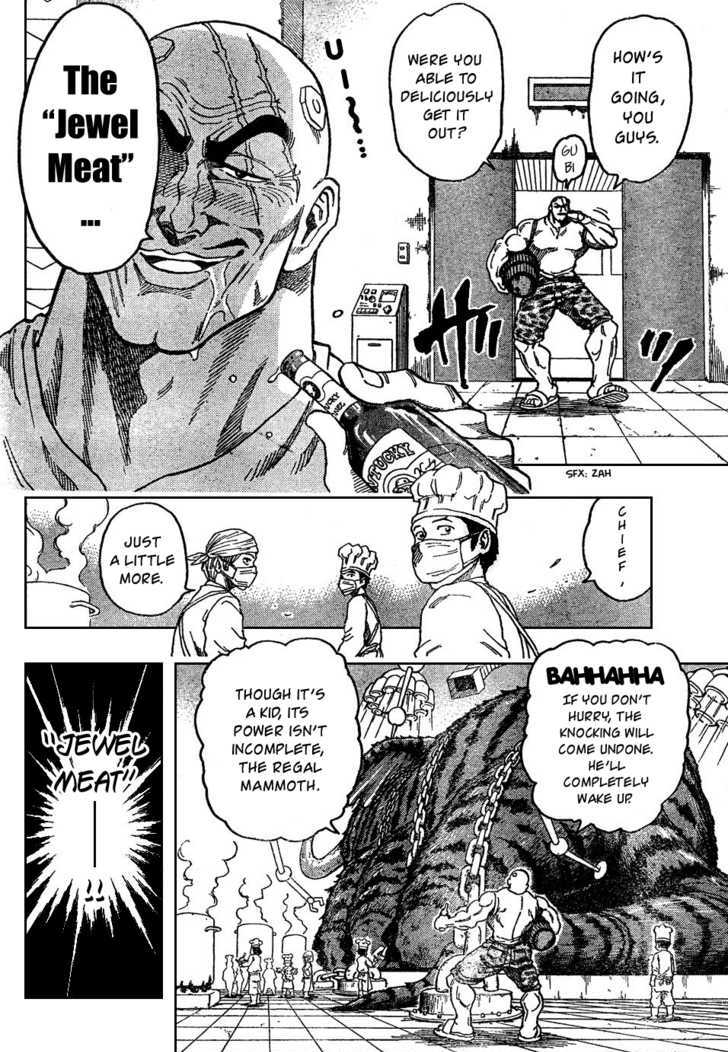 HOW'S
IT
GOING,
YOU
GUYS.
GU
BI
WERE YOU
ABLE TO
DELICIOUSLY
GET IT
OUT?
SFX: ZAH
UI~~...
The
"Jewel
Meat"
...
CHIEF,
JUST
A LITTLE
MORE.
BAHHAHHA
IF YOU DON'T
HURRY, THE
KNOCKING WILL
COME UNDONE.
HE'LL
COMPLETELY
WAKE UP.
THOUGH IT'S
A KID, ITS
POWER ISN'T
INCOMPLETE,
THE REGAL
MAMMOTH.
"JEWEL
MEAT"
—!!